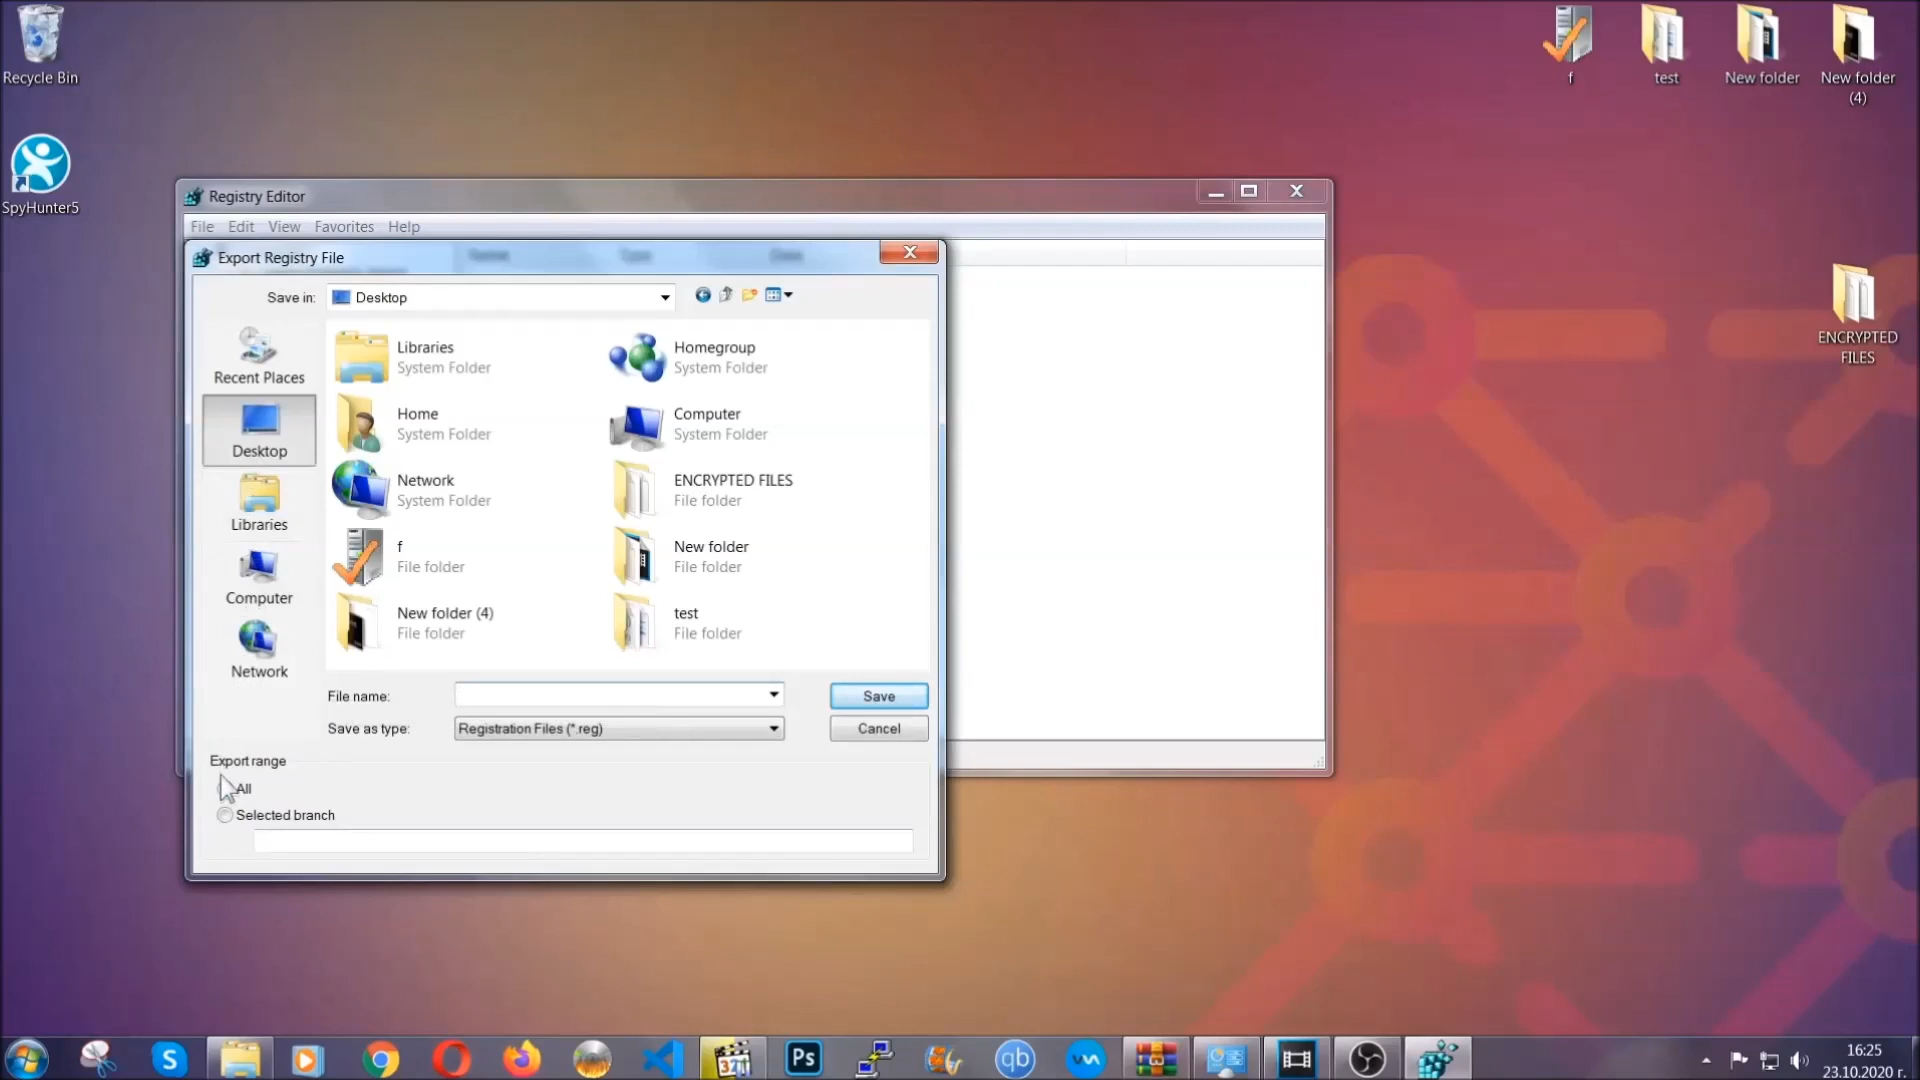 Recycle Bin
SpyHunter5
f
test
New folder
New folder
(4)
ENCRYPTED
FILES
Registry Editor
File Edit View Favorites Help
Export Registry File
Save in:
Desktop
Recent Places
Desktop
Libraries
Computer
Network
Libraries
System Folder
Homegroup
System Folder
Home
System Folder
Computer
System Folder
Network
System Folder
ENCRYPTED FILES
File folder
f
File folder
New folder
File folder
New folder (4)
File folder
test
File folder
File name:
Save
Save as type:
Registration Files (*.reg)
Cancel
Export range
All
Selected branch
S
321
Ps
qb
16:25
23.10.2020 г.